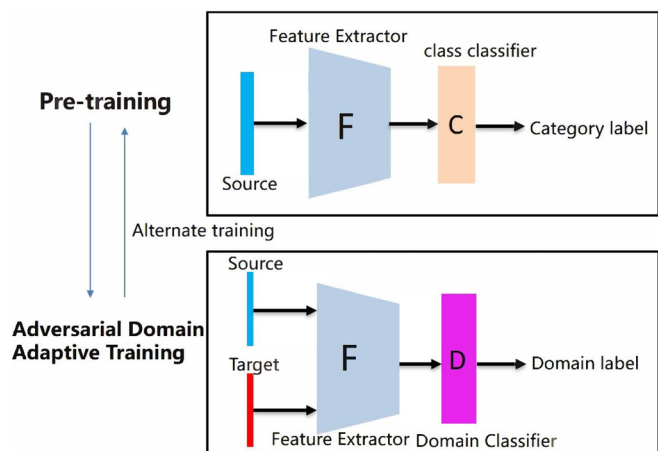 Feature Extractor
class classifier
Pre-training
F
C
Category label
Source
Alternate training
Source
Adversarial Domain
Adaptive Training
F
D
Domain label
Target
Feature Extractor
Domain Classifier